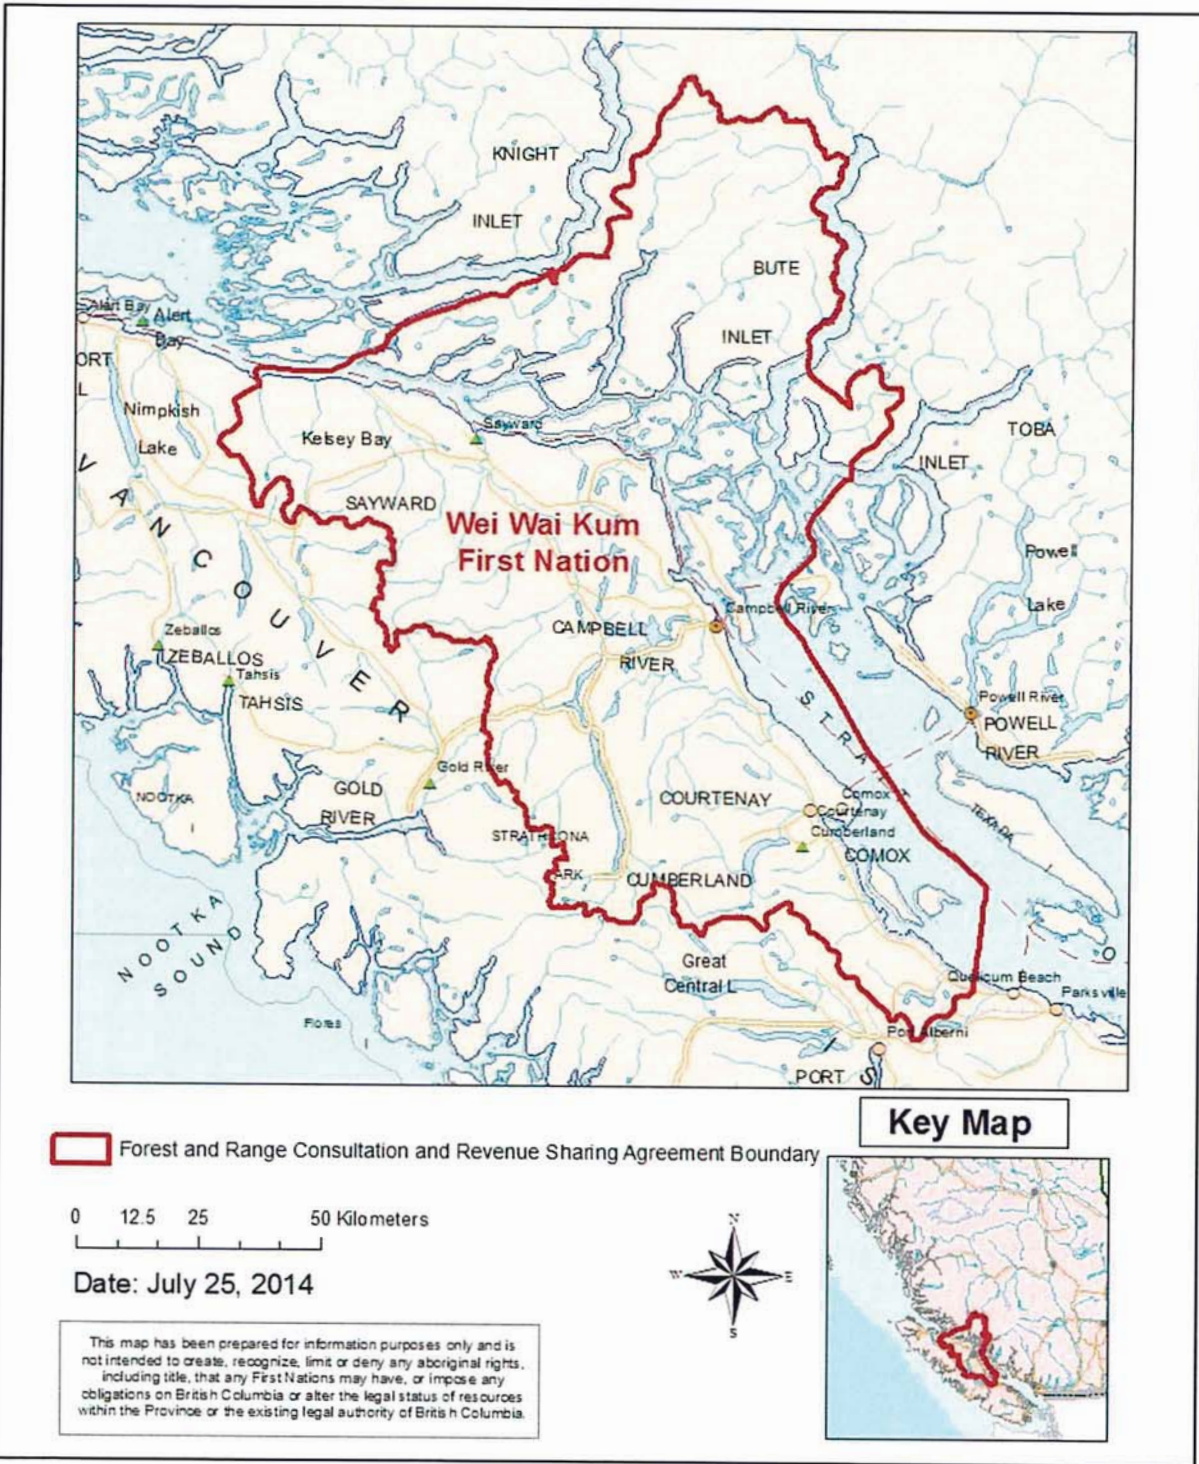 KNIGHT
INLET
BUTE
INLET
Alert Bay
Alert
Bay
ORT
L
Nimpkish
Lake
Kelsey Bay
Sayward
TOBA
INLET
SAYWARD
Wei Wai Kum
First Nation
VANCOUVER
Powell
Lake
Campbell River
CAMPBELL
RIVER
Zeballos
ZEBALLOS
Tahsis
TAHSIS
STRAIT
Powell River
POWELL
RIVER
Gold River
GOLD
RIVER
NOOTKA
I
COURTENAY
Comox
Courtenay
Cumberland
COMOX
TEXADA
I
STRATHCONA
ARK
CUMBERLAND
NOOTKA
SOUND
Great
Central L
Qualicum Beach
Parksville
O
Flores
I
Port Alberni
PORT
I
S
Key Map
Forest and Range Consultation and Revenue Sharing Agreement Boundary
0 12.5 25 50 Kilometers
Date: July 25, 2014
N
W E
S
This map has been prepared for information purposes only and is
not intended to create, recognize, limit or deny any aboriginal rights,
including title, that any First Nations may have, or impose any
obligations on British Columbia or alter the legal status of resources
within the Province or the existing legal authority of British Columbia.